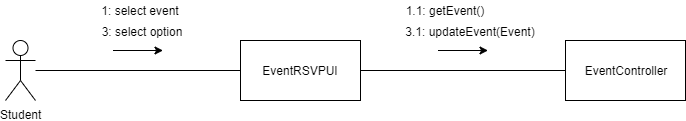 1: select event
3: select option
1.1: getEvent()
3.1: updateEvent(Event)
EventRSVPUI
EventController
Student